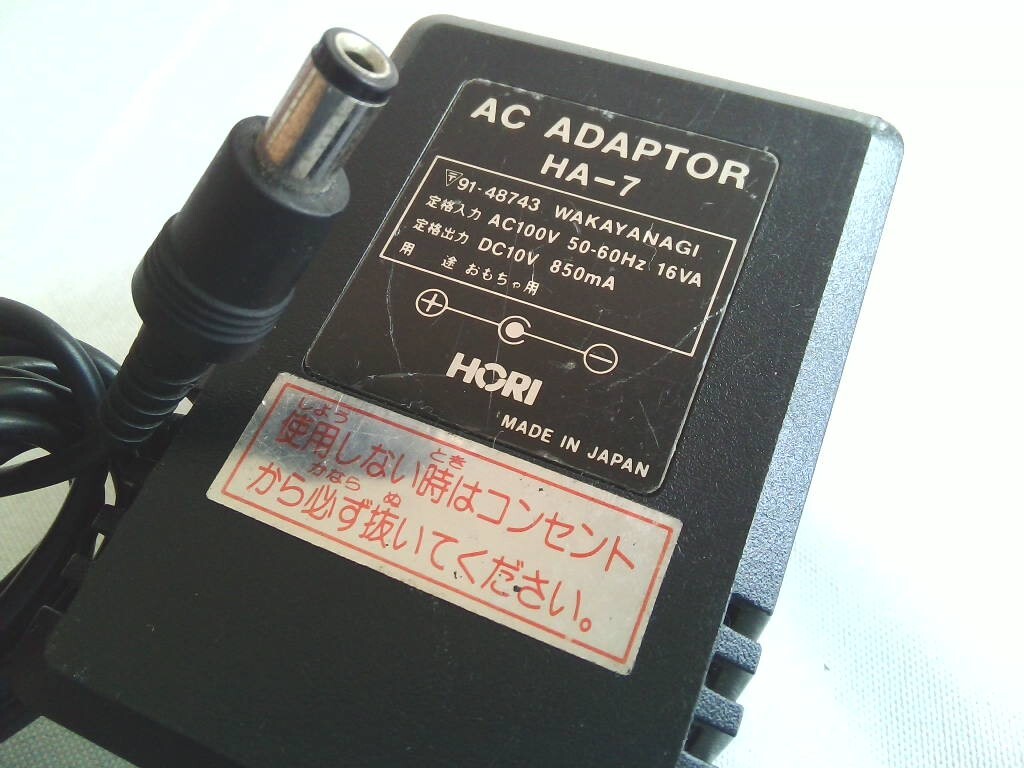 AC ADAPTOR
HA-7
〒91-48743 WAKAYANAGI
定格入力 AC100V 50-60Hz 16VA
定格出力 DC10V 850mA
用途 おもちゃ用
+ −
HORI
MADE IN JAPAN
しよう とき
使用しない時はコンセント
かなら ぬ
から必ず抜いてください。